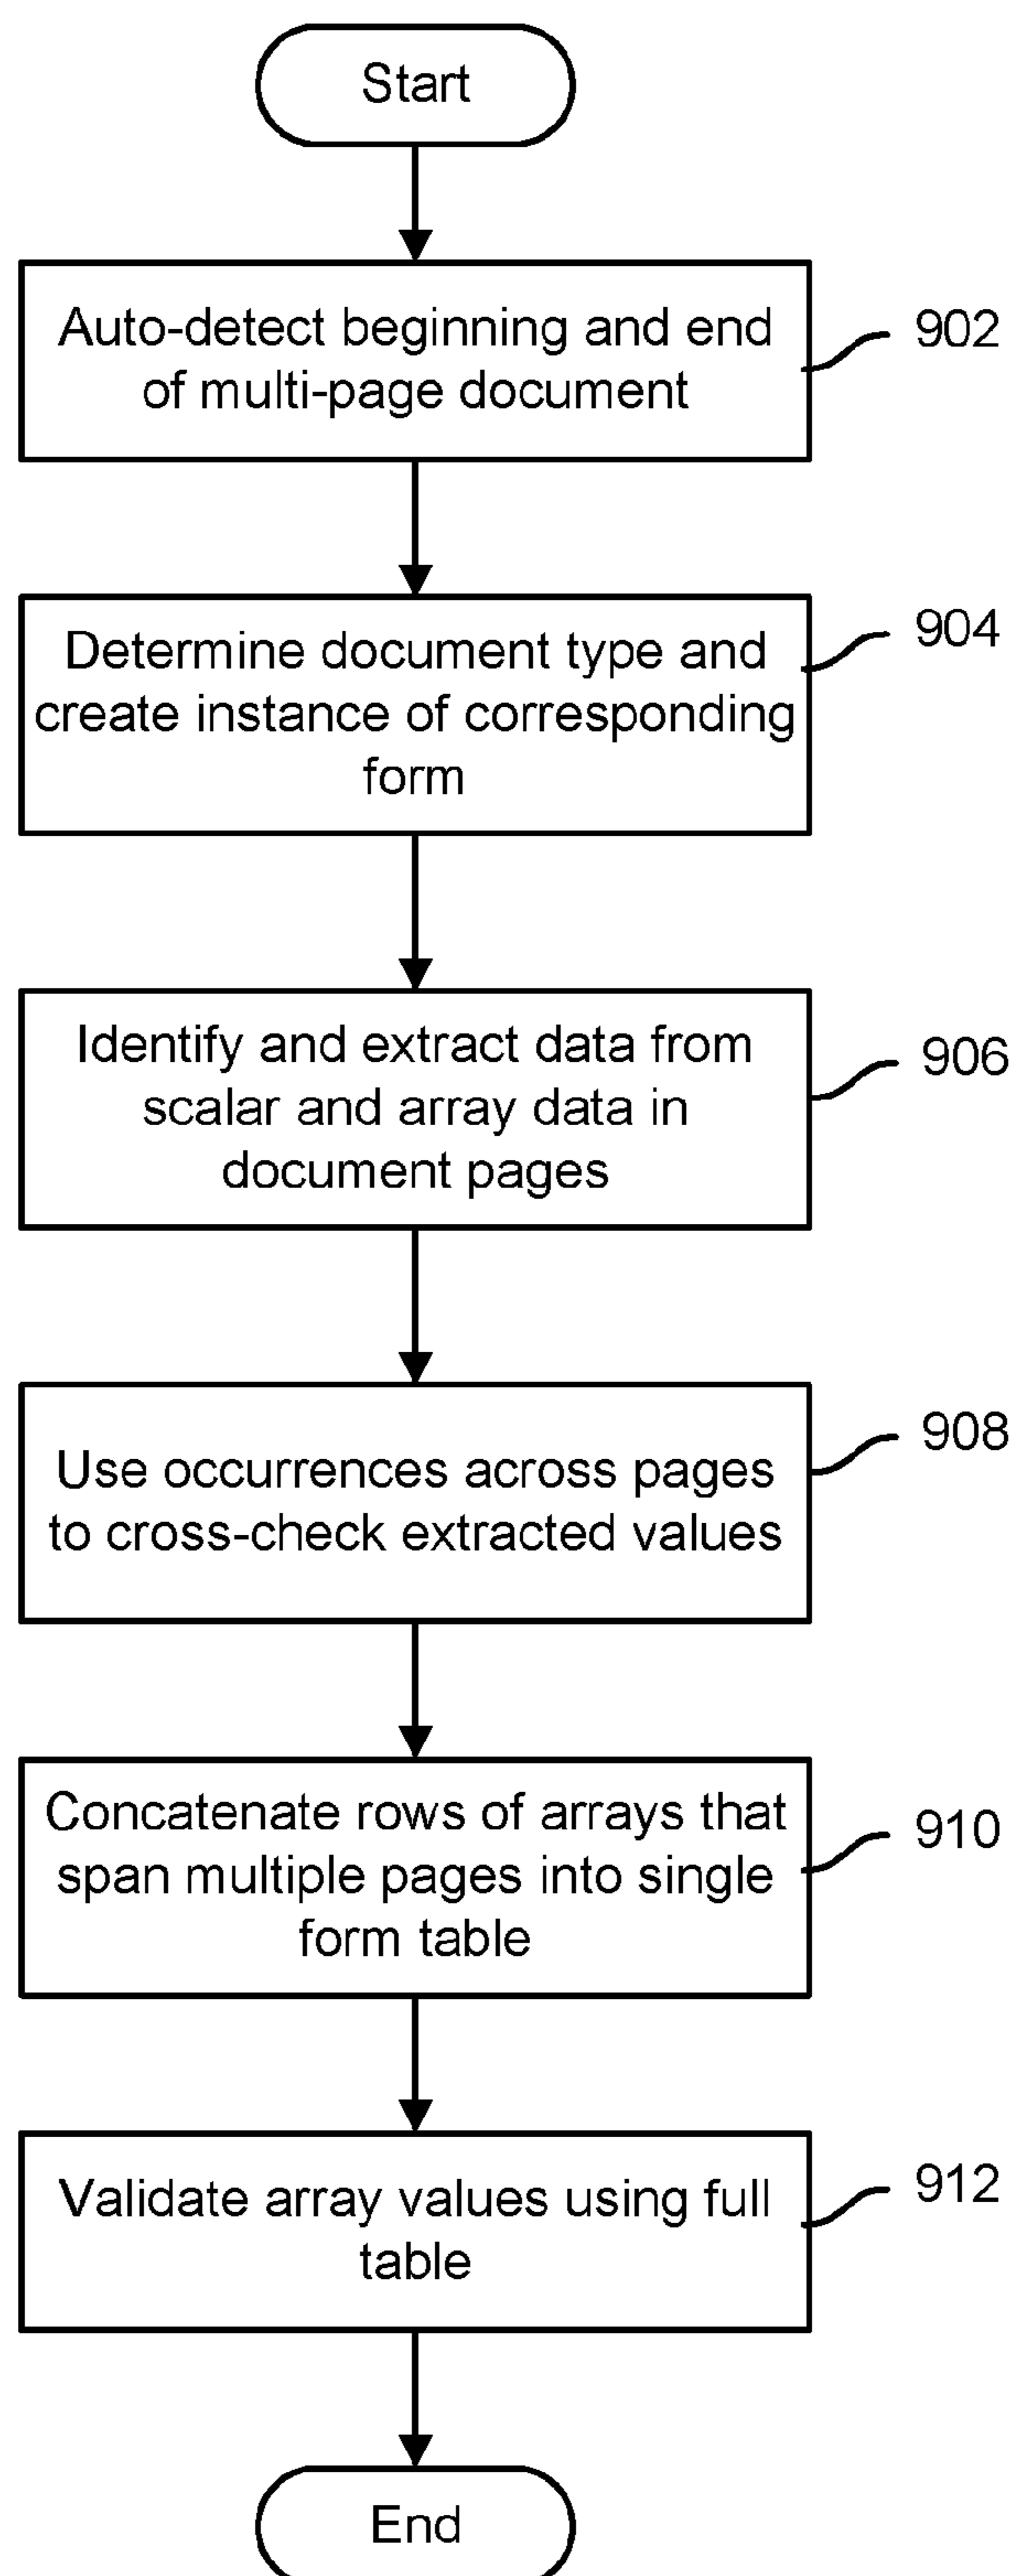 Start
Auto-detect beginning and end
of multi-page document
902
Determine document type and
create instance of corresponding
form
904
Identify and extract data from
scalar and array data in
document pages
906
Use occurrences across pages
to cross-check extracted values
908
Concatenate rows of arrays that
span multiple pages into single
form table
910
Validate array values using full
table
912
End